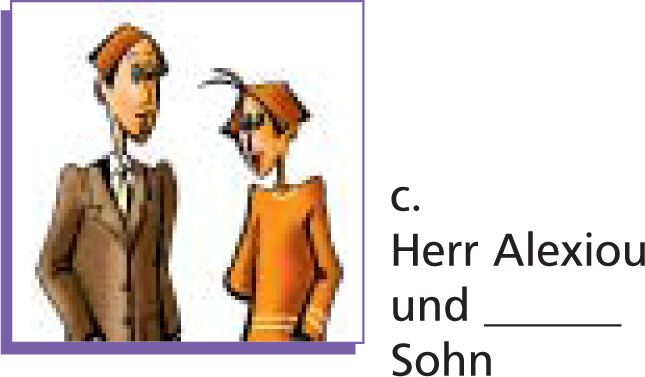 c.
Herr Alexiou
und ______
Sohn